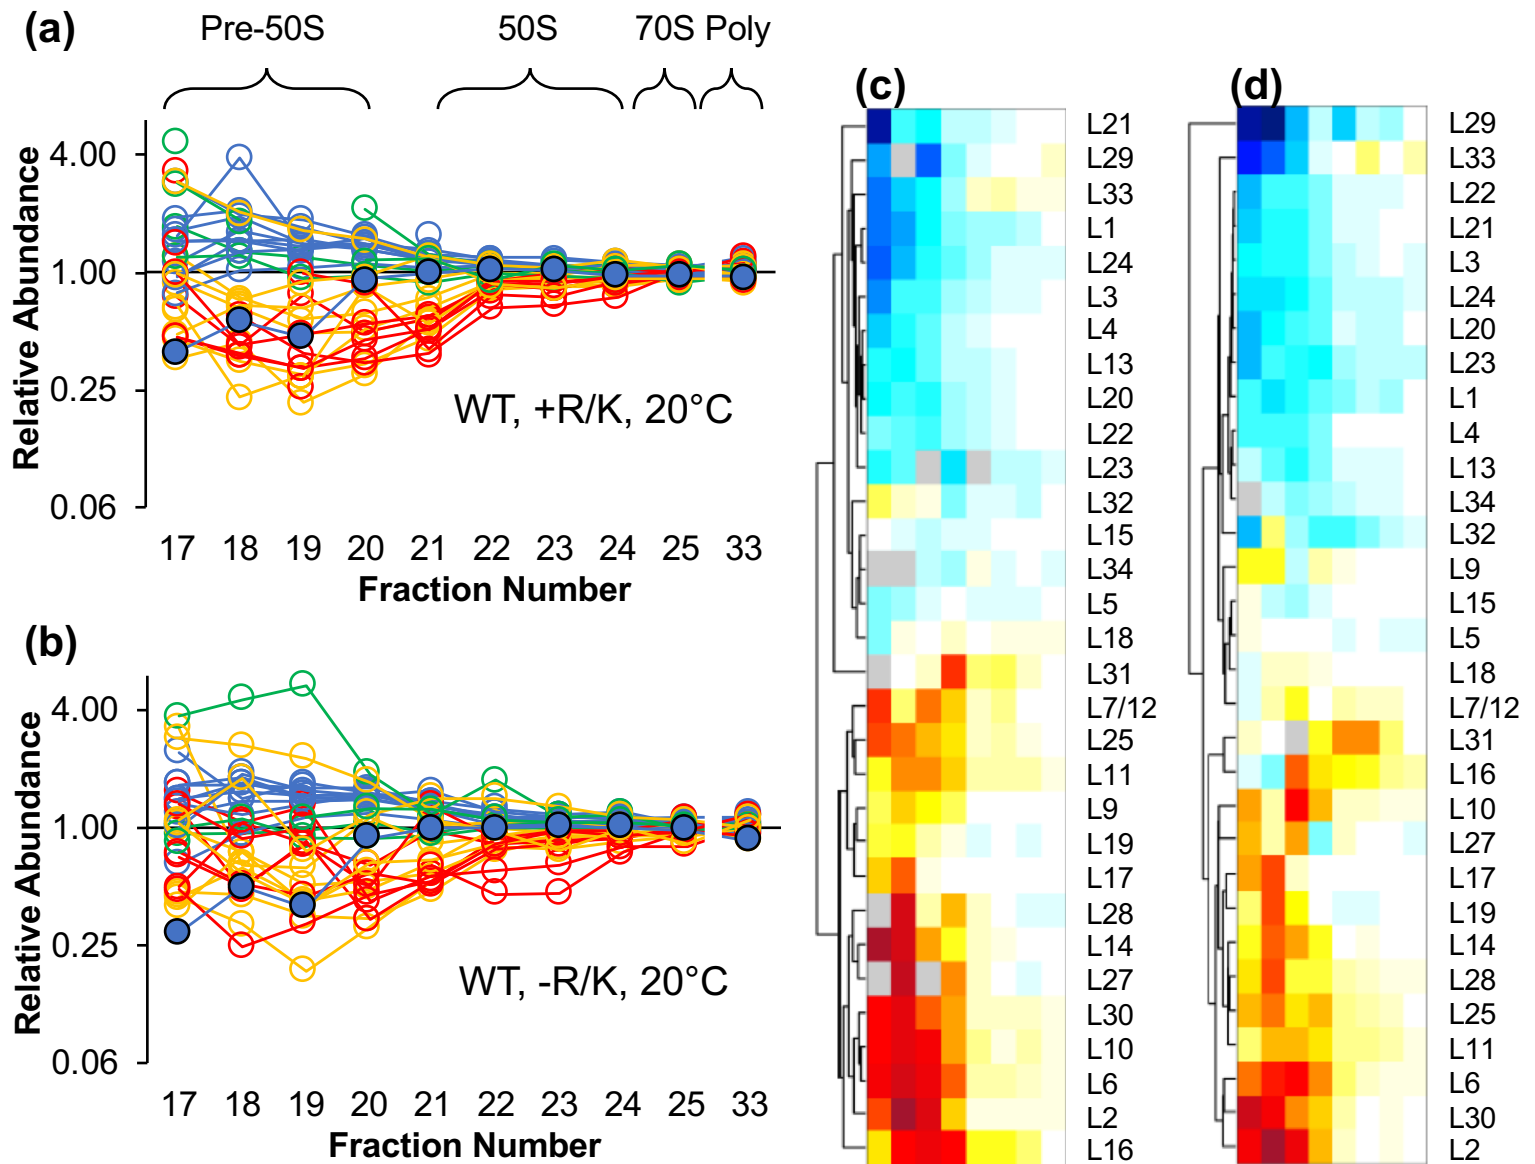 (a)
Pre-50S 50S 70S Poly
Relative Abundance
4.00
1.00
0.25
0.06
WT, +R/K, 20°C
17 18 19 20 21 22 23 24 25 33
Fraction Number
(b)
Relative Abundance
4.00
1.00
0.25
0.06
WT, -R/K, 20°C
17 18 19 20 21 22 23 24 25 33
Fraction Number
(c)
L21
L29
L33
L1
L24
L3
L4
L13
L20
L22
L23
L32
L15
L34
L5
L18
L31
L7/12
L25
L11
L9
L19
L17
L28
L14
L27
L30
L10
L6
L2
L16
(d)
L29
L33
L22
L21
L3
L24
L20
L23
L1
L4
L13
L34
L32
L9
L15
L5
L18
L7/12
L31
L16
L10
L27
L17
L19
L14
L28
L25
L11
L6
L30
L2